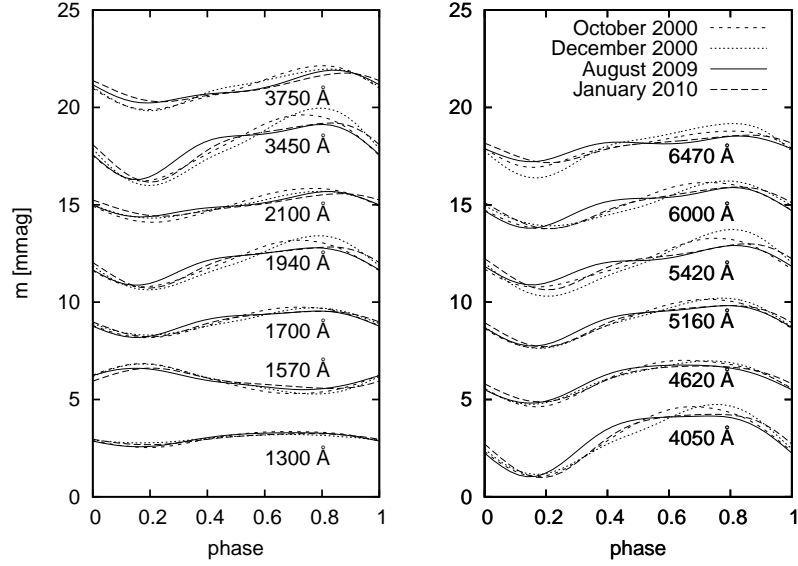 25
20
15
10
5
0
m [mmag]
0
0.2
0.4
0.6
0.8
1
phase
3750 Å
3450 Å
2100 Å
1940 Å
1700 Å
1570 Å
1300 Å
25
20
15
10
5
0
0
0.2
0.4
0.6
0.8
1
phase
October 2000
December 2000
August 2009
January 2010
6470 Å
6000 Å
5420 Å
5160 Å
4620 Å
4050 Å